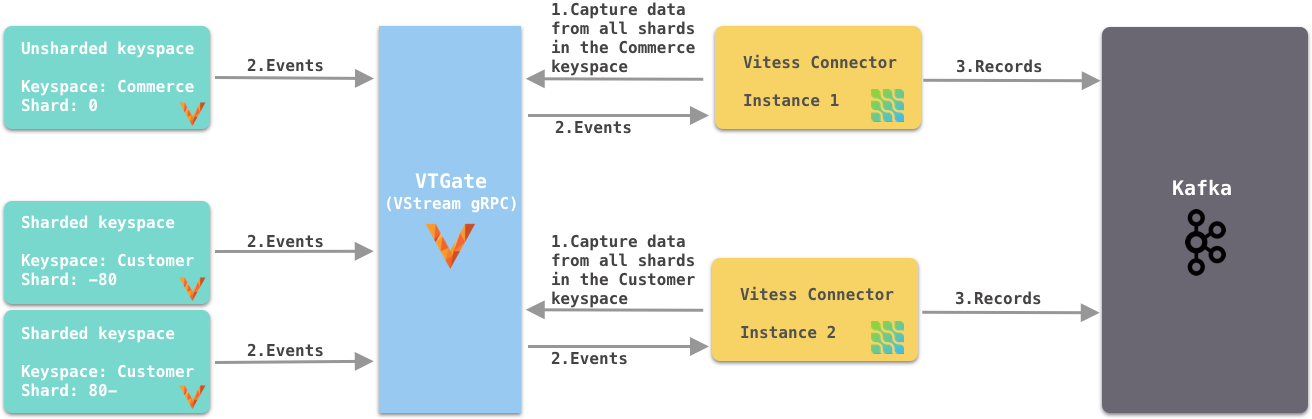 Unsharded keyspace
Keyspace: Commerce
Shard: 0
2.Events
VTGate
(VStream gRPC)
1.Capture data
from all shards
in the Commerce
keyspace
2.Events
Vitess Connector
Instance 1
3.Records
Kafka
Sharded keyspace
Keyspace: Customer
Shard: -80
2.Events
Sharded keyspace
Keyspace: Customer
Shard: 80-
2.Events
1.Capture data
from all shards
in the Customer
keyspace
2.Events
Vitess Connector
Instance 2
3.Records